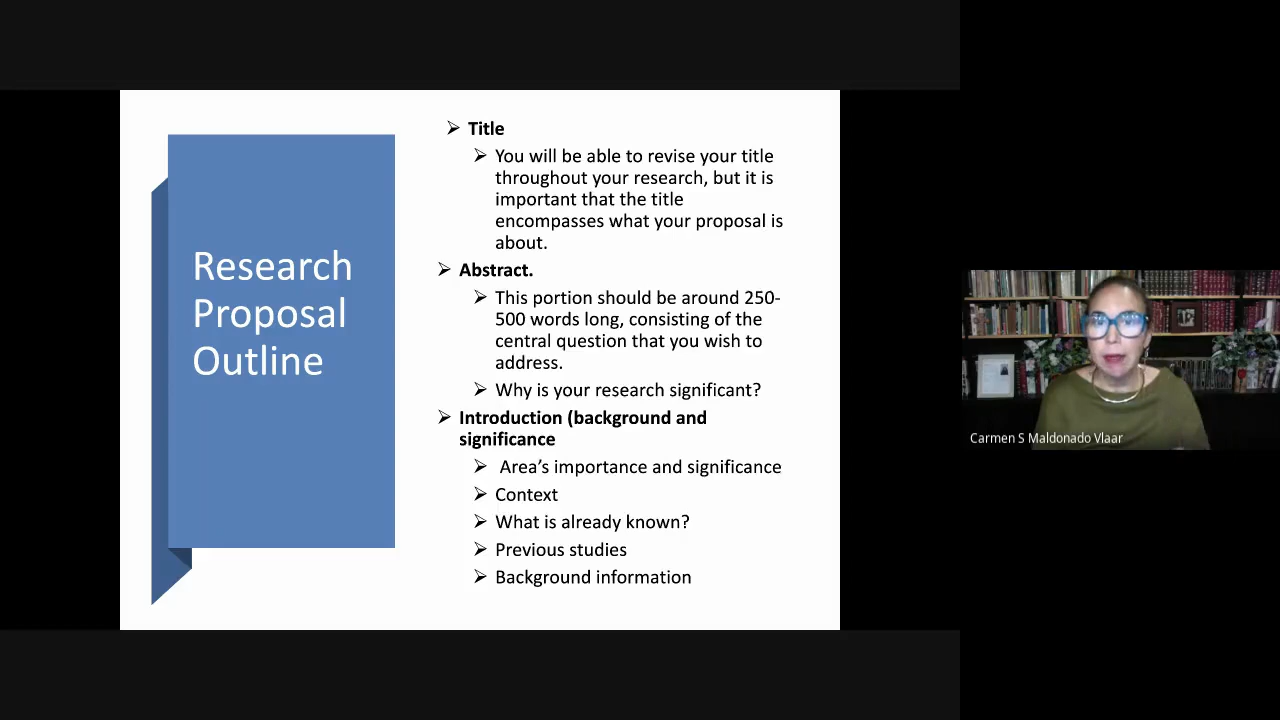 Research
Proposal
Outline
Title
You will be able to revise your title
throughout your research, but it is
important that the title
encompasses what your proposal is
about.
Abstract.
This portion should be around 250-
500 words long, consisting of the
central question that you wish to
address.
Why is your research significant?
Introduction (background and
significance
Area’s importance and significance
Context
What is already known?
Previous studies
Background information
Carmen S Maldonado Vlaar